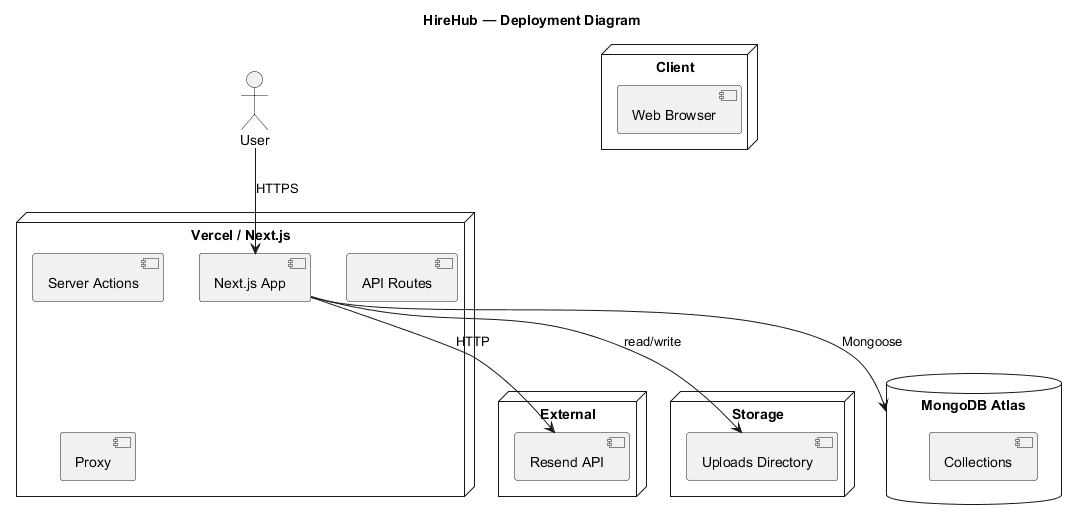 HireHub — Deployment Diagram
Client
Web Browser
User
HTTPS
Vercel / Next.js
Server Actions
Next.js App
API Routes
HTTP
read/write
Mongoose
External
Storage
MongoDB Atlas
Proxy
Resend API
Uploads Directory
Collections